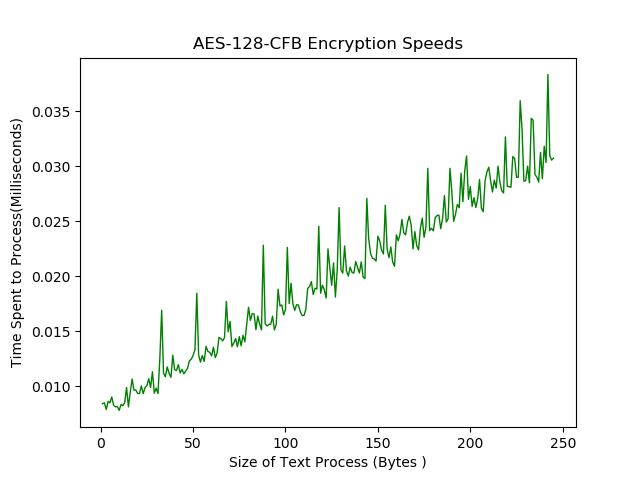 AES-128-CFB Encryption Speeds
Time Spent to Process(Milliseconds)
0.035
0.030
0.025
0.020
0.015
0.010
0 50 100 150 200 250
Size of Text Process (Bytes )